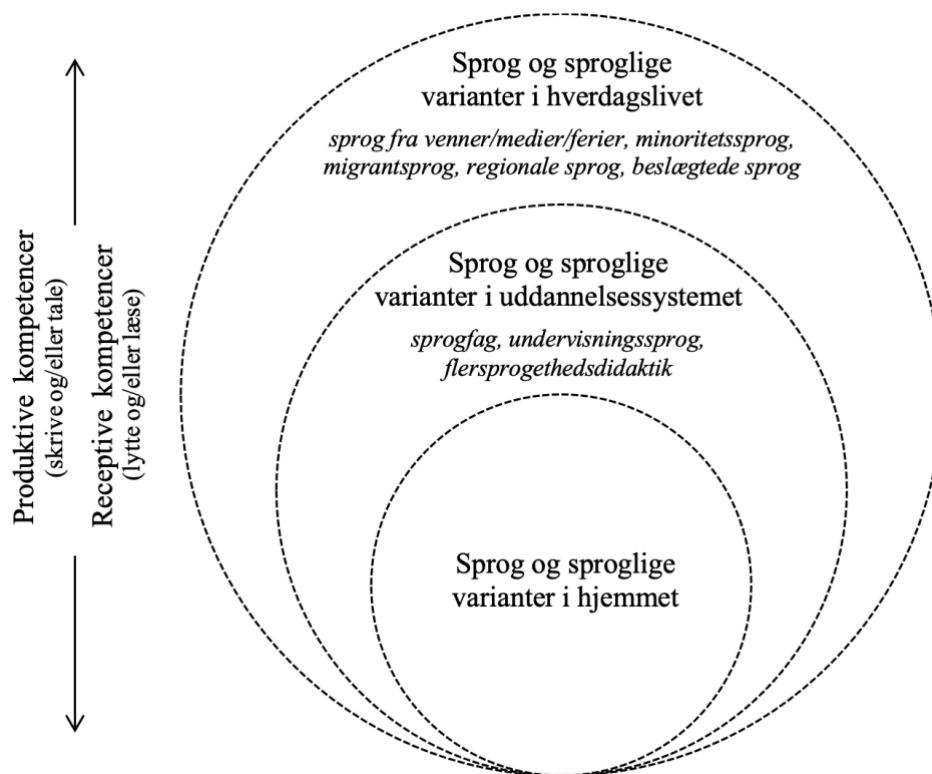 Sprog og sproglige
varianter i hverdagslivet
sprog fra venner/medier/ferier, minoritetssprog,
migrantsprog, regionale sprog, beslægtede sprog
Sprog og sproglige
varianter i uddannelsessystemet
sprogfag, undervisningssprog,
flersprogethedsdidaktik
Sprog og sproglige
varianter i hjemmet
Produktive kompetencer
(skrive og/eller tale)
Receptive kompetencer
(lytte og/eller læse)